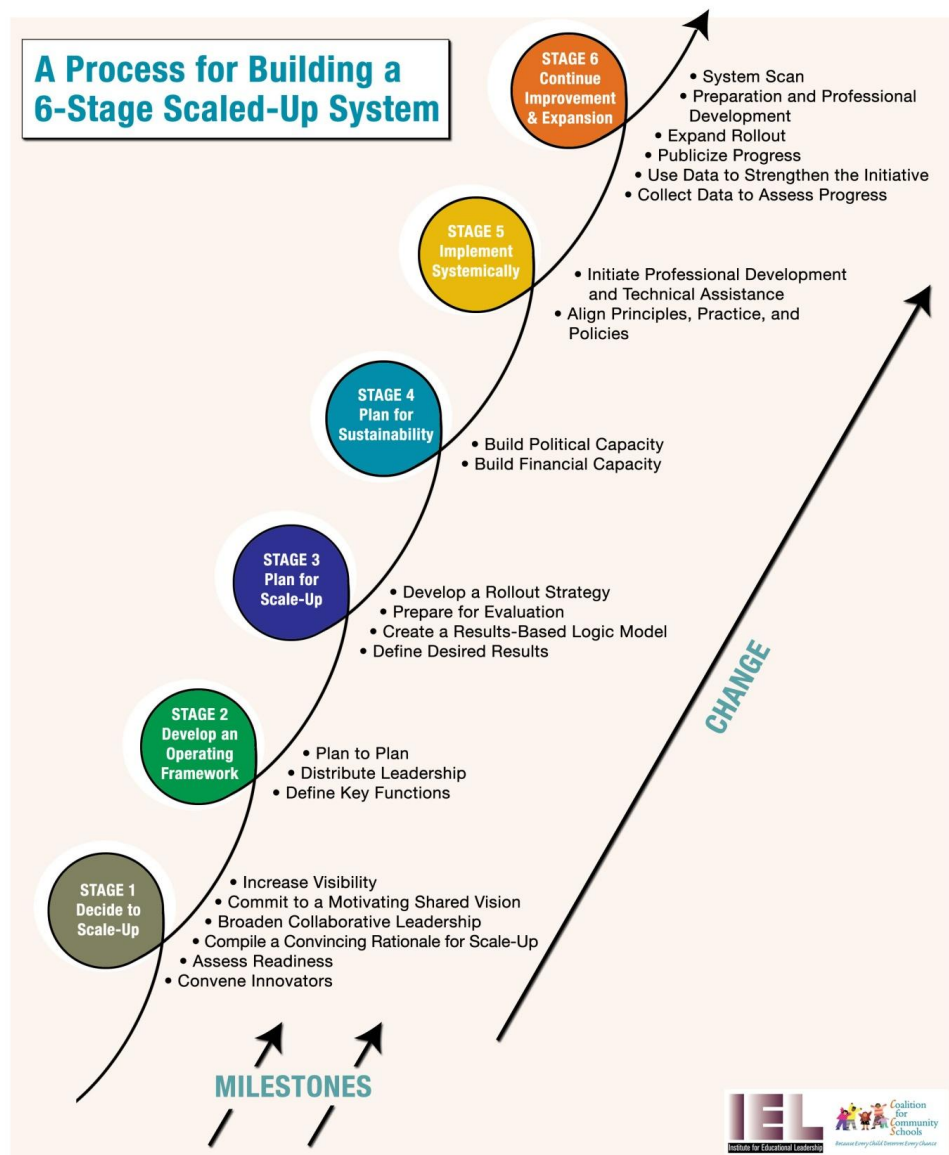 A Process for Building a
6-Stage Scaled-Up System
STAGE 6
Continue
Improvement
& Expansion
• System Scan
• Preparation and Professional
Development
• Expand Rollout
• Publicize Progress
• Use Data to Strengthen the Initiative
• Collect Data to Assess Progress
STAGE 5
Implement
Systemically
• Initiate Professional Development
and Technical Assistance
• Align Principles, Practice, and
Policies
STAGE 4
Plan for
Sustainability
• Build Political Capacity
• Build Financial Capacity
STAGE 3
Plan for
Scale-Up
• Develop a Rollout Strategy
• Prepare for Evaluation
• Create a Results-Based Logic Model
• Define Desired Results
CHANGE
STAGE 2
Develop an
Operating
Framework
• Plan to Plan
• Distribute Leadership
• Define Key Functions
STAGE 1
Decide to
Scale-Up
• Increase Visibility
• Commit to a Motivating Shared Vision
• Broaden Collaborative Leadership
• Compile a Convincing Rationale for Scale-Up
• Assess Readiness
• Convene Innovators
MILESTONES
IEL
Institute for Educational Leadership
Coalition
for
Community
Schools
Because Every Child Deserves Every Chance